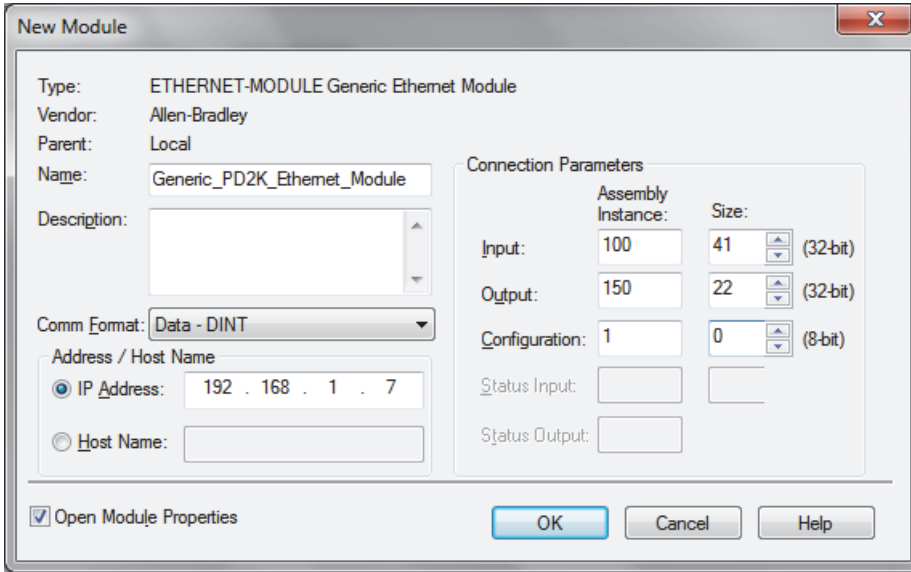 New Module
x
Type: ETHERNET-MODULE Generic Ethernet Module
Vendor: Allen-Bradley
Parent: Local
Name: Generic_PD2K_Ethernet_Module
Description:
Comm Format: Data - DINT
Address / Host Name
IP Address: 192 . 168 . 1 . 7
Host Name:
Connection Parameters
Assembly
Instance: Size:
Input: 100 41 (32-bit)
Output: 150 22 (32-bit)
Configuration: 1 0 (8-bit)
Status Input:
Status Output:
Open Module Properties
OK Cancel Help